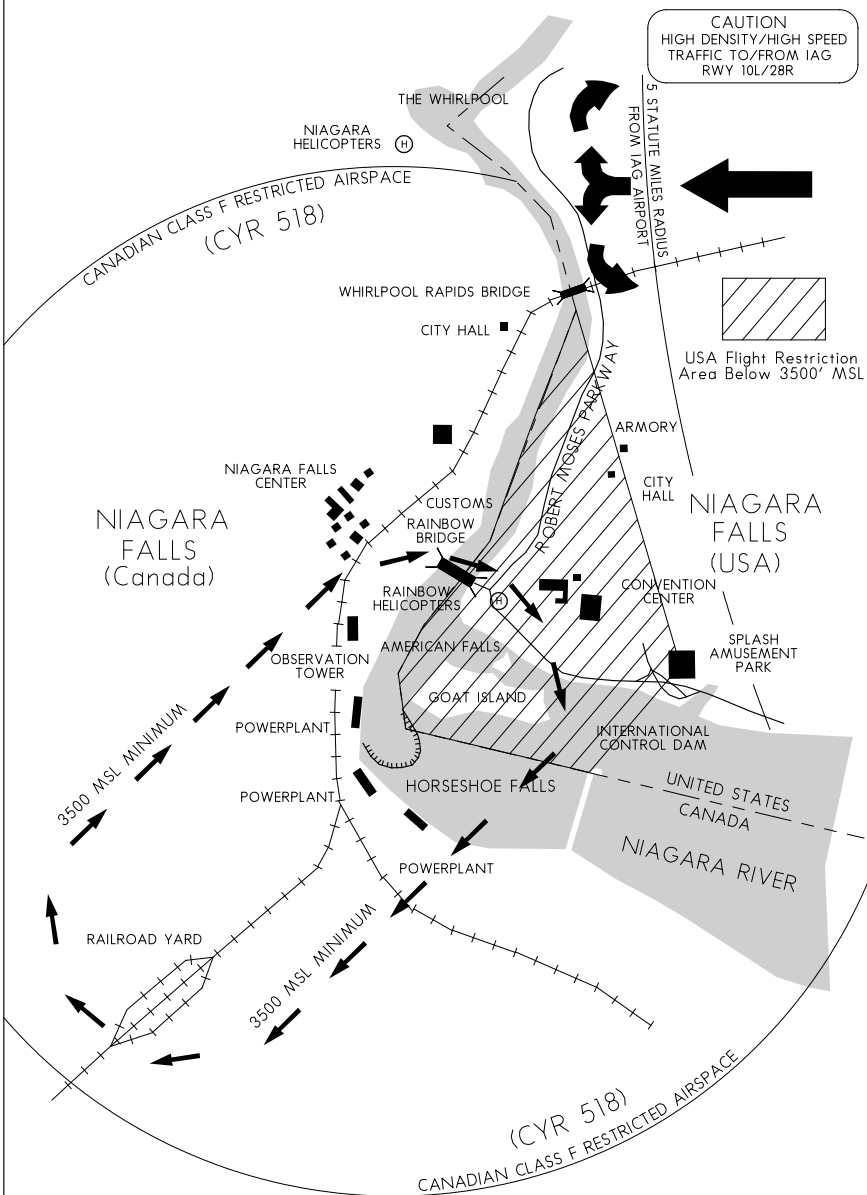 CAUTION
HIGH DENSITY/HIGH SPEED
TRAFFIC TO/FROM IAG
RWY 10L/28R
THE WHIRLPOOL
NIAGARA
HELICOPTERS
H
5 STATUTE MILES RADIUS
FROM IAG AIRPORT
CANADIAN CLASS F RESTRICTED AIRSPACE
(CYR 518)
WHIRLPOOL RAPIDS BRIDGE
CITY HALL
USA Flight Restriction
Area Below 3500' MSL
ROBERT MOSES PARKWAY
ARMORY
NIAGARA FALLS
CENTER
CITY
HALL
CUSTOMS
NIAGARA
FALLS
(USA)
NIAGARA
FALLS
(Canada)
RAINBOW
BRIDGE
RAINBOW
HELICOPTERS
H
CONVENTION
CENTER
AMERICAN FALLS
SPLASH
AMUSEMENT
PARK
OBSERVATION
TOWER
GOAT ISLAND
3500 MSL MINIMUM
POWERPLANT
INTERNATIONAL
CONTROL DAM
HORSESHOE FALLS
POWERPLANT
UNITED STATES
CANADA
NIAGARA RIVER
POWERPLANT
RAILROAD YARD
3500 MSL MINIMUM
(CYR 518)
CANADIAN CLASS F RESTRICTED AIRSPACE